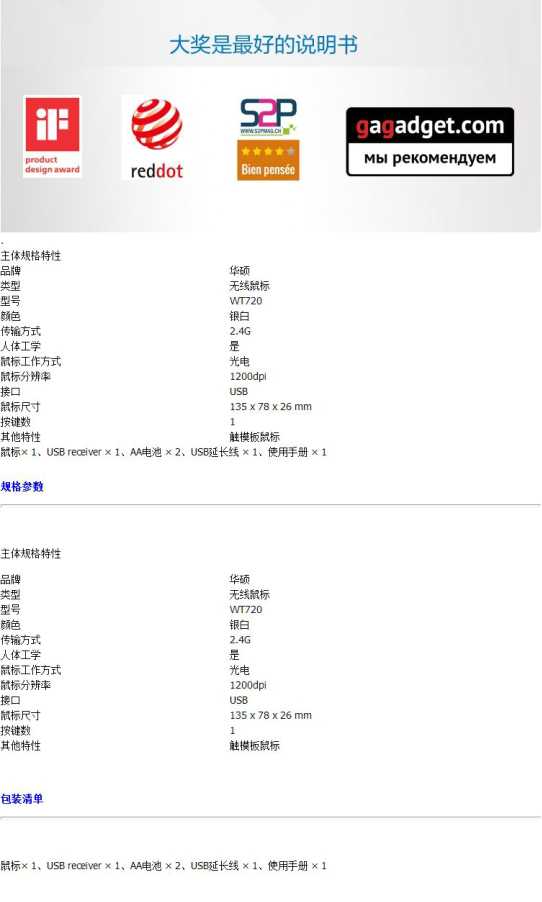 大奖是最好的说明书
iF
product
design award
reddot
S2P
WWW.S2PMAG.CH
Bien pensée
gagadget.com
мы рекомендуем
.
主体规格特性
品牌 华硕
类型 无线鼠标
型号 WT720
颜色 银白
传输方式 2.4G
人体工学 是
鼠标工作方式 光电
鼠标分辨率 1200dpi
接口 USB
鼠标尺寸 135 x 78 x 26 mm
按键数 1
其他特性 触模板鼠标
鼠标× 1、USB receiver × 1、AA电池 × 2、USB延长线 × 1、使用手册 × 1
规格参数
主体规格特性
品牌 华硕
类型 无线鼠标
型号 WT720
颜色 银白
传输方式 2.4G
人体工学 是
鼠标工作方式 光电
鼠标分辨率 1200dpi
接口 USB
鼠标尺寸 135 x 78 x 26 mm
按键数 1
其他特性 触模板鼠标
包装清单
鼠标× 1、USB receiver × 1、AA电池 × 2、USB延长线 × 1、使用手册 × 1